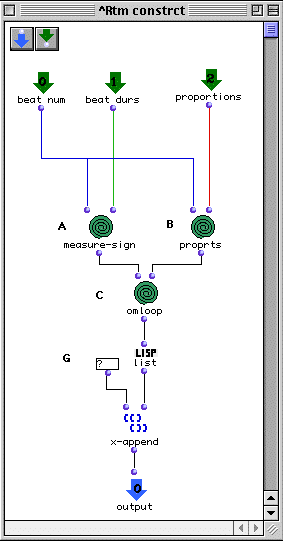 ^Rtm constrct
0 1 2
beat num beat durs proportions
A B
measure-sign proprts
C
omloop
LISP
G list
?
(()
())
x-append
0
output